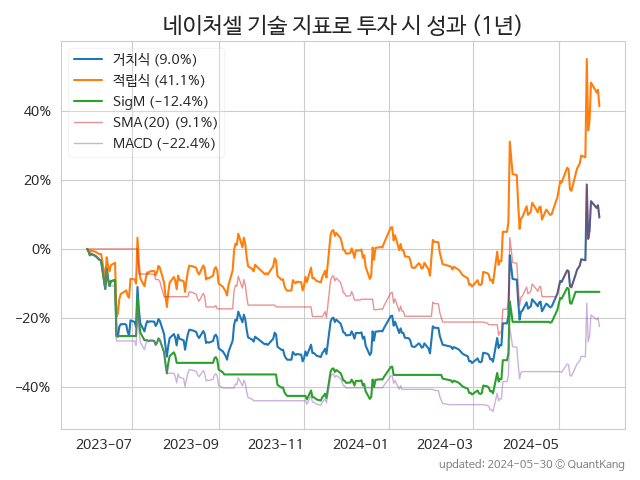 네이처셀 기술 지표로 투자 시 성과 (1년)
거치식 (9.0%)
적립식 (41.1%)
SigM (−12.4%)
SMA(20) (9.1%)
MACD (−22.4%)
40%
20%
0%
−20%
−40%
2023−07 2023−09 2023−11 2024−01 2024−03 2024−05
updated: 2024−05−30 © QuantKang